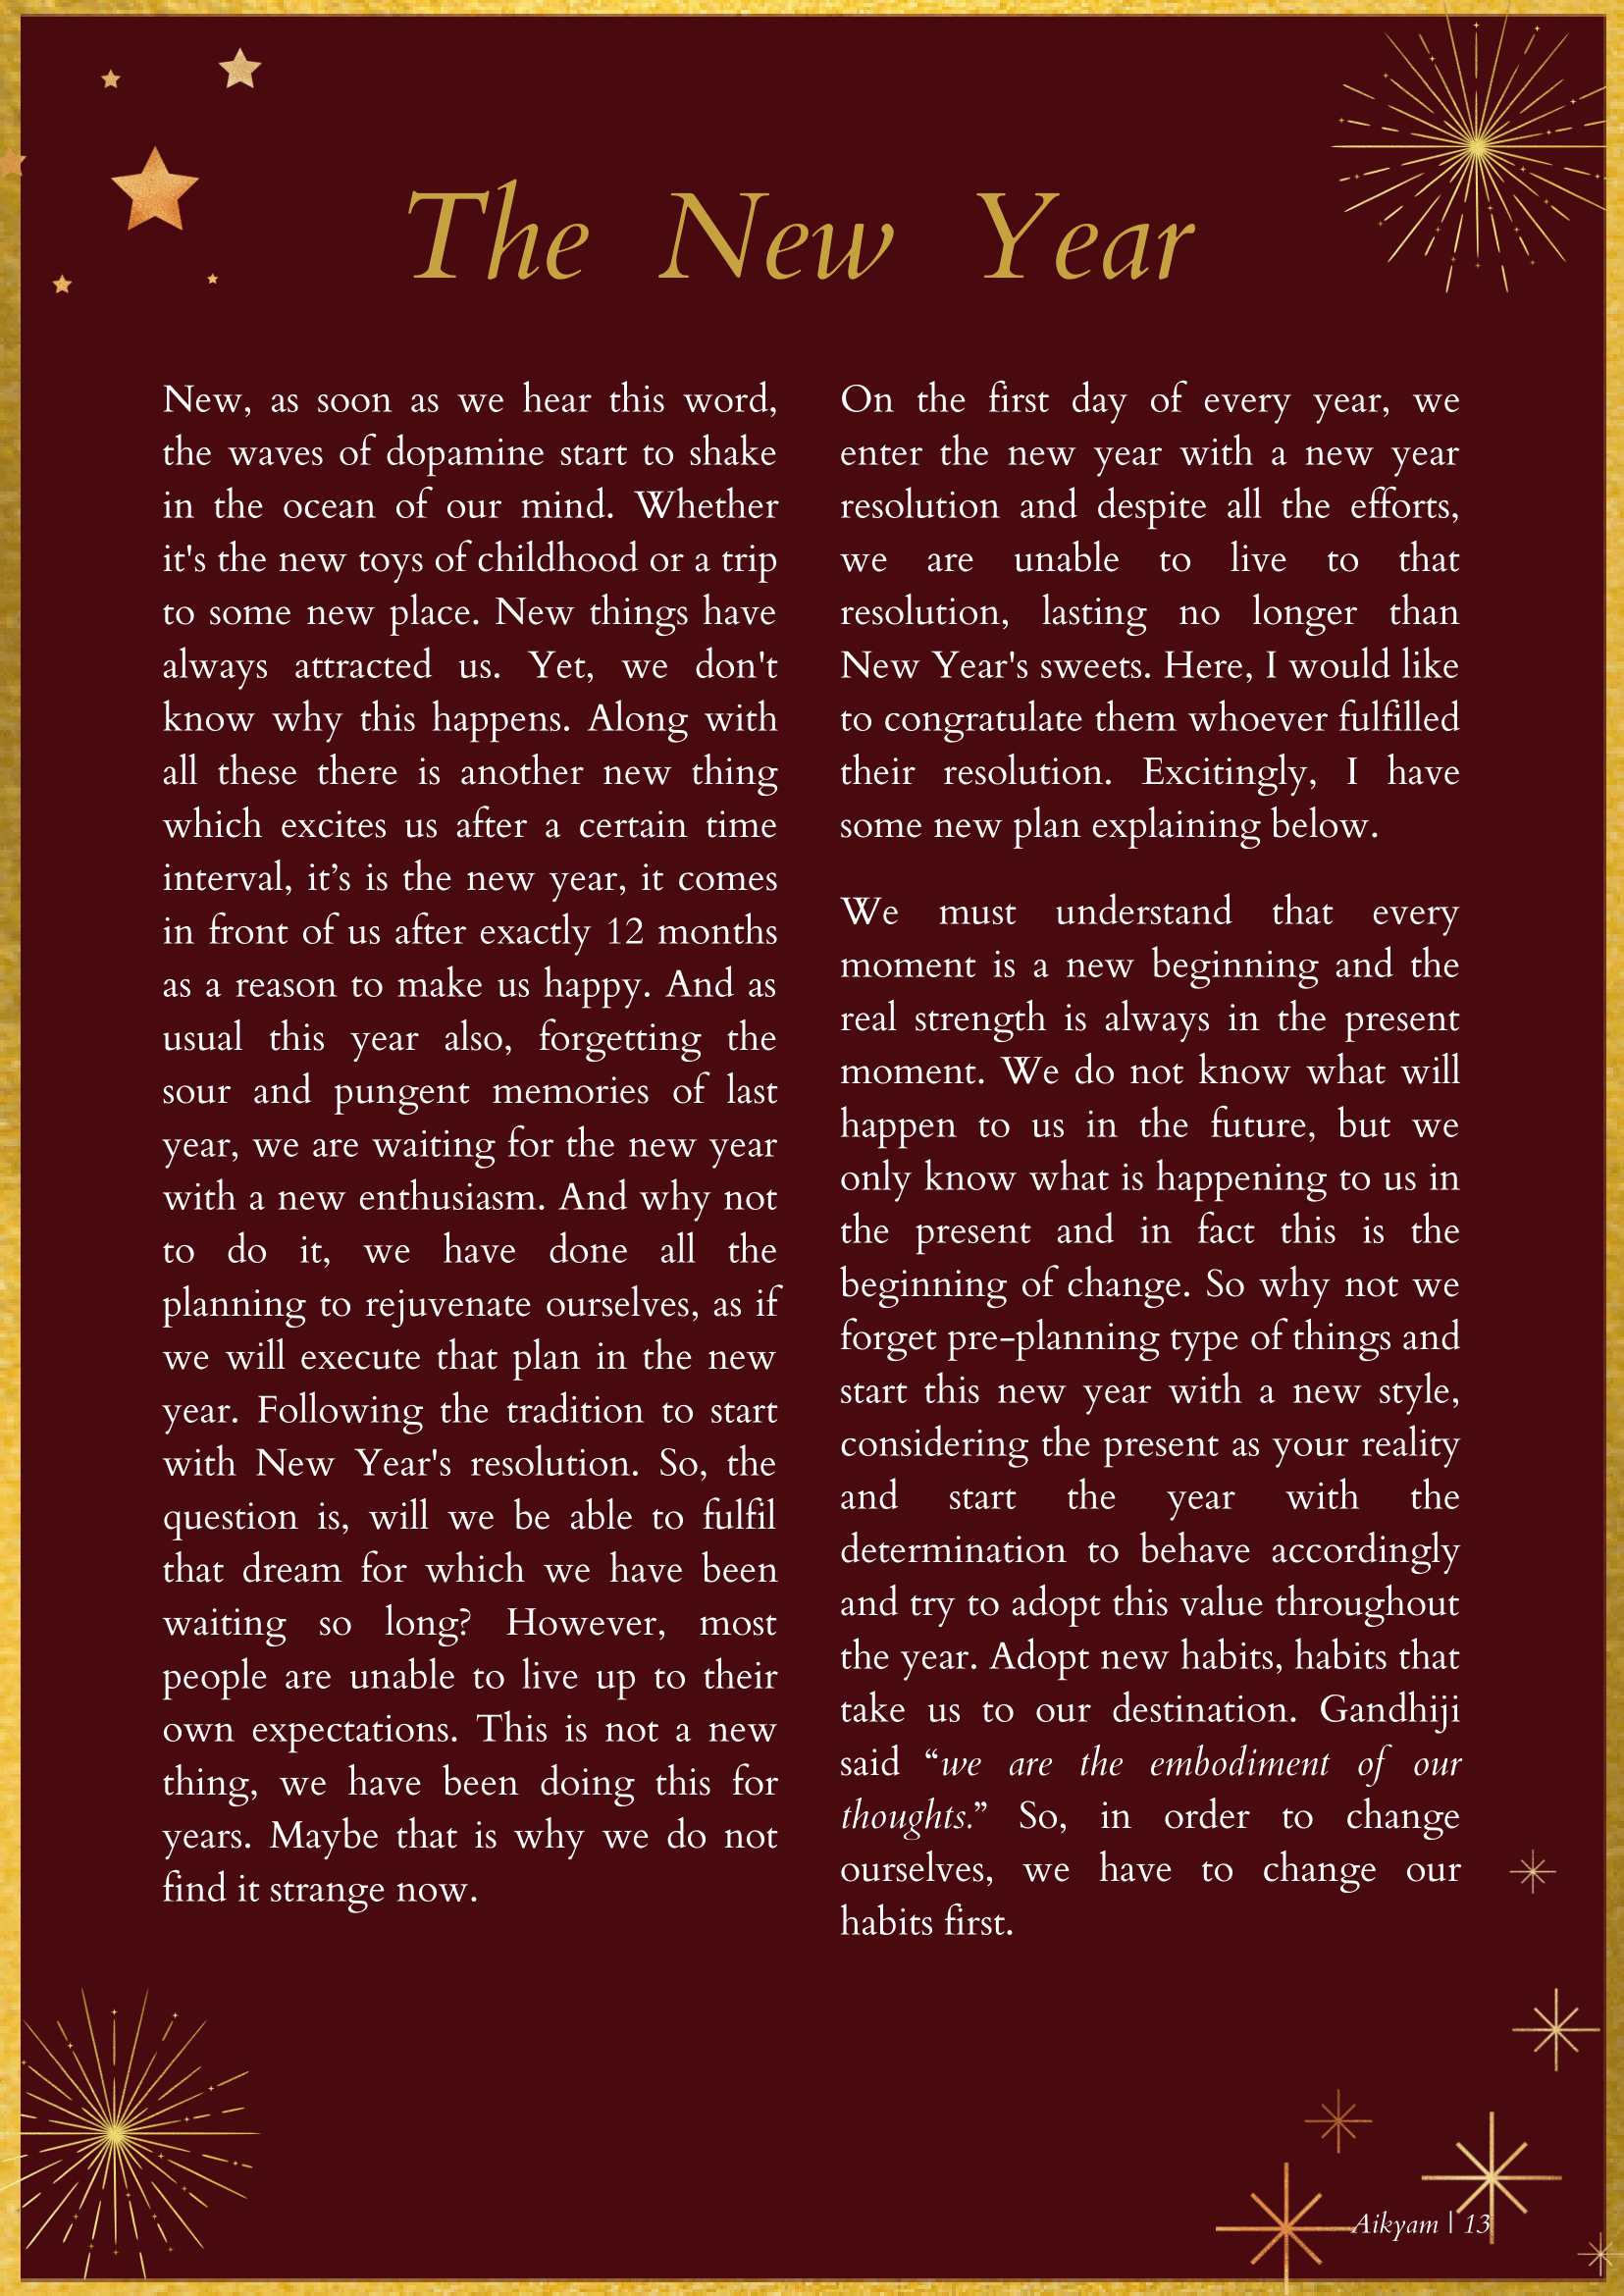 The New Year
New, as soon as we hear this word,
the waves of dopamine start to shake
in the ocean of our mind. Whether
it's the new toys of childhood or a trip
to some new place. New things have
always attracted us. Yet, we don't
know why this happens. Along with
all these there is another new thing
which excites us after a certain time
interval, it’s is the new year, it comes
in front of us after exactly 12 months
as a reason to make us happy. And as
usual this year also, forgetting the
sour and pungent memories of last
year, we are waiting for the new year
with a new enthusiasm. And why not
to do it, we have done all the
planning to rejuvenate ourselves, as if
we will execute that plan in the new
year. Following the tradition to start
with New Year's resolution. So, the
question is, will we be able to fulfil
that dream for which we have been
waiting so long? However, most
people are unable to live up to their
own expectations. This is not a new
thing, we have been doing this for
years. Maybe that is why we do not
find it strange now.
On the first day of every year, we
enter the new year with a new year
resolution and despite all the efforts,
we are unable to live to that
resolution, lasting no longer than
New Year's sweets. Here, I would like
to congratulate them whoever fulfilled
their resolution. Excitingly, I have
some new plan explaining below.
We must understand that every
moment is a new beginning and the
real strength is always in the present
moment. We do not know what will
happen to us in the future, but we
only know what is happening to us in
the present and in fact this is the
beginning of change. So why not we
forget pre-planning type of things and
start this new year with a new style,
considering the present as your reality
and start the year with the
determination to behave accordingly
and try to adopt this value throughout
the year. Adopt new habits, habits that
take us to our destination. Gandhiji
said “we are the embodiment of our
thoughts.” So, in order to change
ourselves, we have to change our
habits first.
Aikyam | 13